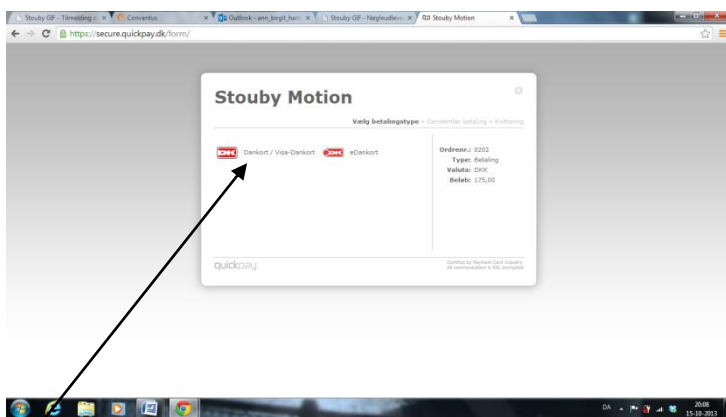 Stouby GIF - Tilmelding
Conventus
Outlook - ann_birgit_han
Stouby GIF - Nøgleudlev
Stouby Motion
https://secure.quickpay.dk/form/
Stouby Motion
Vælg betalingstype » Gennemfør betaling » Kvittering
Dankort / Visa-Dankort
eDankort
Ordrenr.: 0202
Type: Betaling
Valuta: DKK
Beløb: 175,00
quickpay
Certified by Payment Card Industry
All communication is SSL encrypted
DA
20:08
15-10-2013